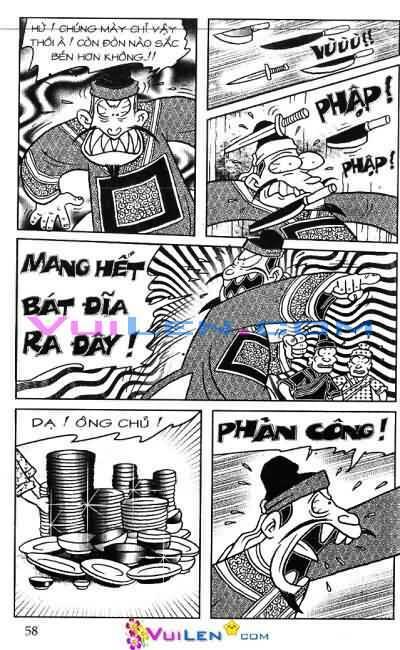 HỪ ! CHÚNG MÀY CHỈ VẬY
THÔI À ! CÒN ĐÒN NÀO SẮC
BÉN HƠN KHÔNG.!!
VÙÙÙ!!
PHẬP!
PHẬP!
MANG HẾT
BÁT ĐĨA
RA ĐÂY !
VuiLen.com
DẠ ! ÔNG CHỦ !
PHẢN CÔNG !
58
VuiLen.com